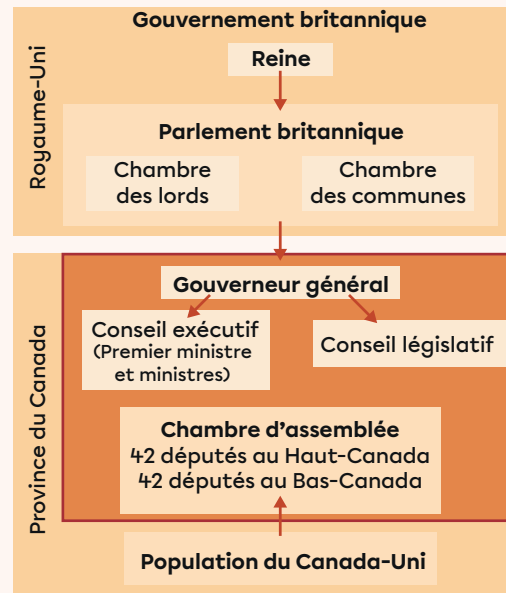 Gouvernement britannique
Royaume-Uni
Reine
Parlement britannique
Chambre
des lords
Chambre
des communes
Province du Canada
Gouverneur général
Conseil exécutif
(Premier ministre
et ministres)
Conseil législatif
Chambre d'assemblée
42 députés au Haut-Canada
42 députés au Bas-Canada
Population du Canada-Uni